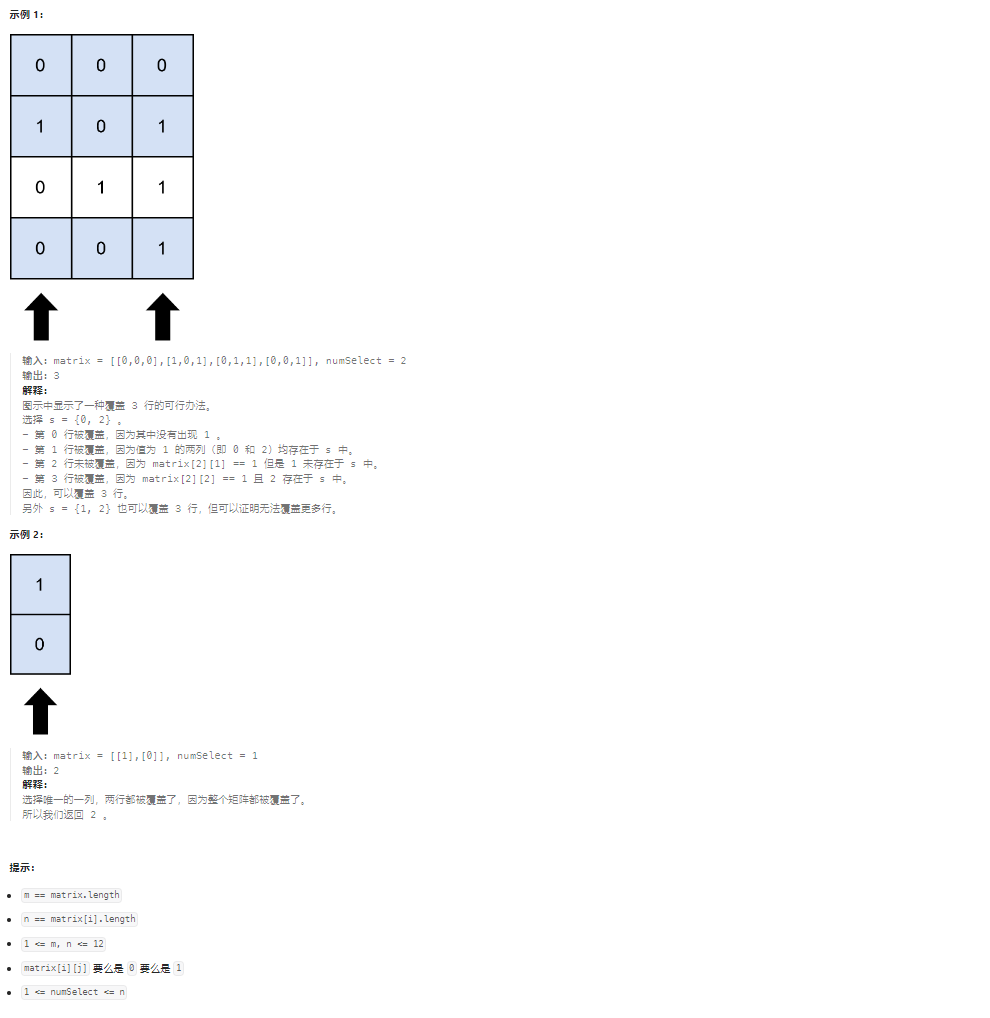 示例 1：
0 0 0
1 0 1
0 1 1
0 0 1
输入：matrix = [[0,0,0],[1,0,1],[0,1,1],[0,0,1]], numSelect = 2
输出：3
解释：
图示中显示了一种覆盖 3 行的可行办法。
选择 s = {0, 2} 。
- 第 0 行被覆盖，因为其中没有出现 1 。
- 第 1 行被覆盖，因为值为 1 的两列（即 0 和 2）均存在于 s 中。
- 第 2 行未被覆盖，因为 matrix[2][1] == 1 但是 1 未存在于 s 中。
- 第 3 行被覆盖，因为 matrix[2][2] == 1 且 2 存在于 s 中。
因此，可以覆盖 3 行。
另外 s = {1, 2} 也可以覆盖 3 行，但可以证明无法覆盖更多行。
示例 2：
1
0
输入：matrix = [[1],[0]], numSelect = 1
输出：2
解释：
选择唯一的一列，两行都被覆盖了，因为整个矩阵都被覆盖了。
所以我们返回 2 。
提示：
m == matrix.length
n == matrix[i].length
1 <= m, n <= 12
matrix[i][j] 要么是 0 要么是 1
1 <= numSelect <= n